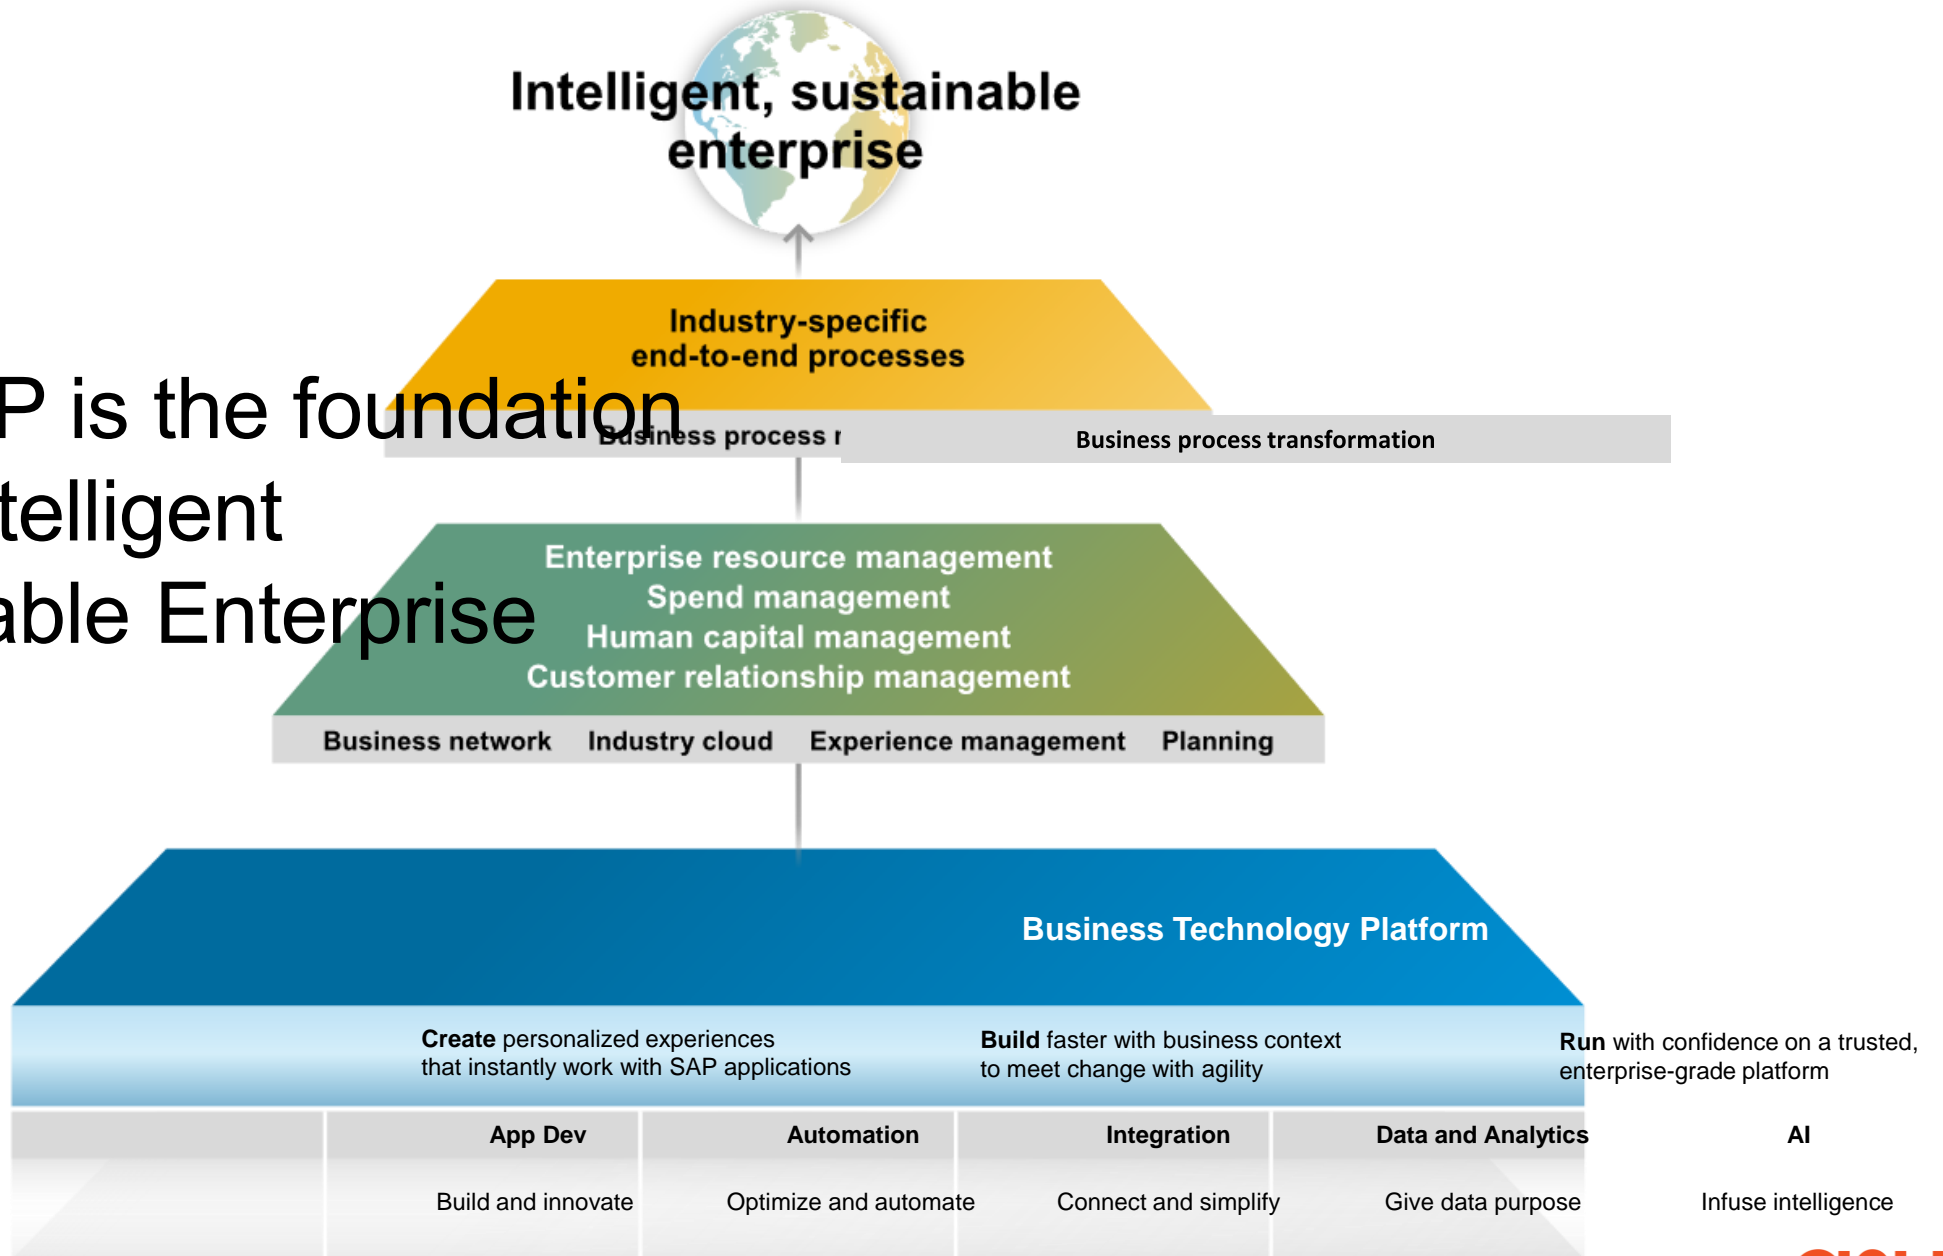 Intelligent, sustainable
enterprise
Industry-specific
end-to-end processes
P is the foundation
Business process
Business process transformation
telligent
able Enterprise
Enterprise resource management
Spend management
Human capital management
Customer relationship management
Business network Industry cloud Experience management Planning
Business Technology Platform
Create personalized experiences
that instantly work with SAP applications
Build faster with business context
to meet change with agility
Run with confidence on a trusted,
enterprise-grade platform
App Dev Automation Integration Data and Analytics AI
Build and innovate Optimize and automate Connect and simplify Give data purpose Infuse intelligence